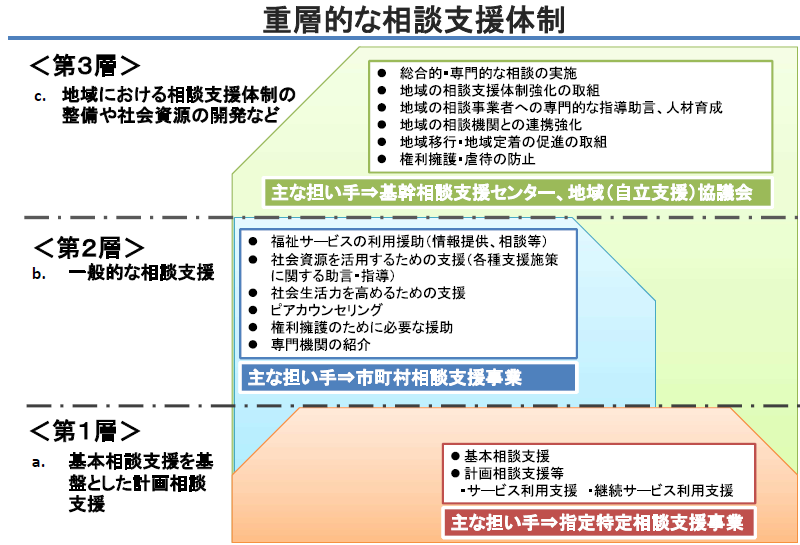 重層的な相談支援体制
＜第３層＞
c. 地域における相談支援体制の
整備や社会資源の開発など
● 総合的・専門的な相談の実施
● 地域の相談支援体制強化の取組
● 地域の相談事業者への専門的な指導助言、人材育成
● 地域の相談機関との連携強化
● 地域移行・地域定着の促進の取組
● 権利擁護・虐待の防止
主な担い手⇒基幹相談支援センター、地域（自立支援）協議会
＜第２層＞
b. 一般的な相談支援
● 福祉サービスの利用援助（情報提供、相談等）
● 社会資源を活用するための支援（各種支援施策
に関する助言・指導）
● 社会生活力を高めるための支援
● ピアカウンセリング
● 権利擁護のために必要な援助
● 専門機関の紹介
主な担い手⇒市町村相談支援事業
＜第１層＞
a. 基本相談支援を基
盤とした計画相談
支援
● 基本相談支援
● 計画相談支援等
・サービス利用支援 ・継続サービス利用支援
主な担い手⇒指定特定相談支援事業